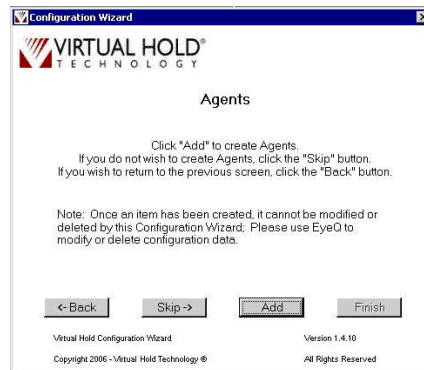 Configuration Wizard
VIRTUAL HOLD®
TECHNOLOGY
Agents
Click "Add" to create Agents.
If you do not wish to create Agents, click the "Skip" button.
If you wish to return to the previous screen, click the "Back" button.
Note: Once an item has been created, it cannot be modified or
deleted by this Configuration Wizard; Please use EyeQ to
modify or delete configuration data.
<-Back
Skip->
Add
Finish
Virtual Hold Configuration Wizard
Version 1.4.10
Copyright 2006 - Virtual Hold Technology ®
All Rights Reserved